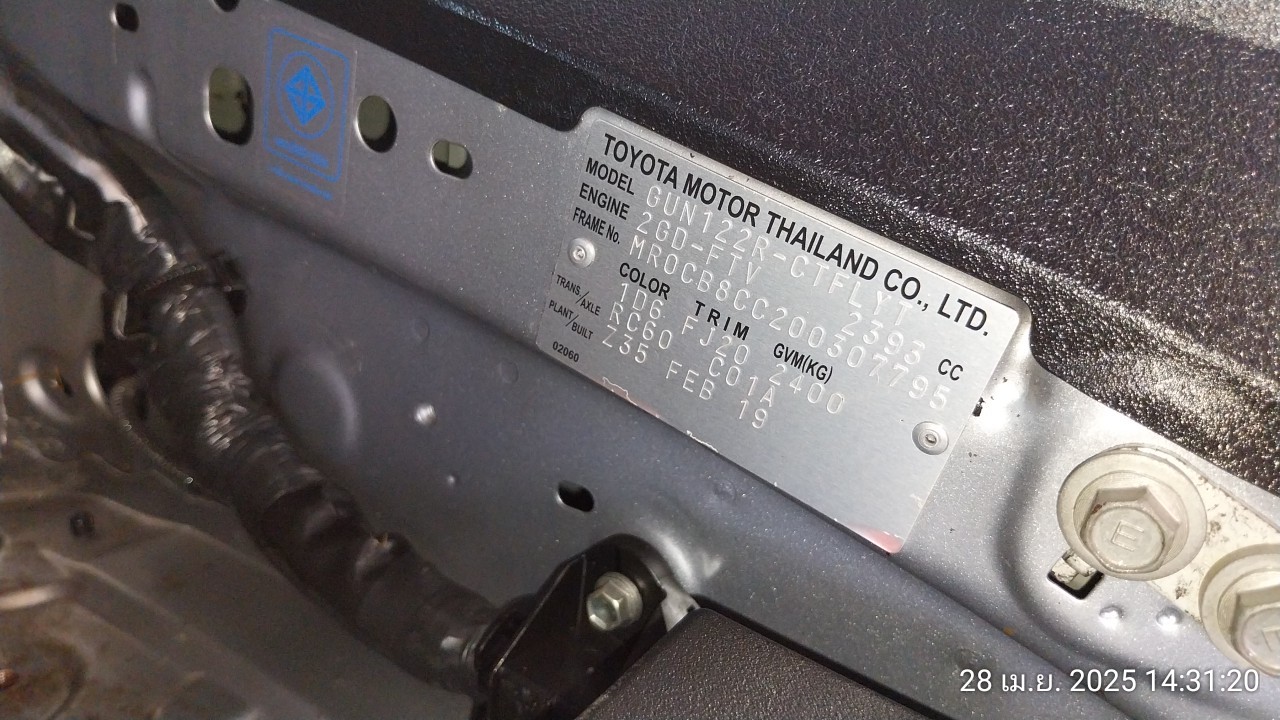 TOYOTA MOTOR THAILAND CO., LTD.
MODEL GUN122R-CTFLYT
ENGINE 2GD-FTV 2393 CC
FRAME No. MR0CB8CC200307795
COLOR TRIM GVM(KG)
1D6 FJ20 2400
TRANS/AXLE RC60 C01A
PLANT/BUILT Z35 FEB 19
02060
E
28 เม.ย. 2025 14:31:20